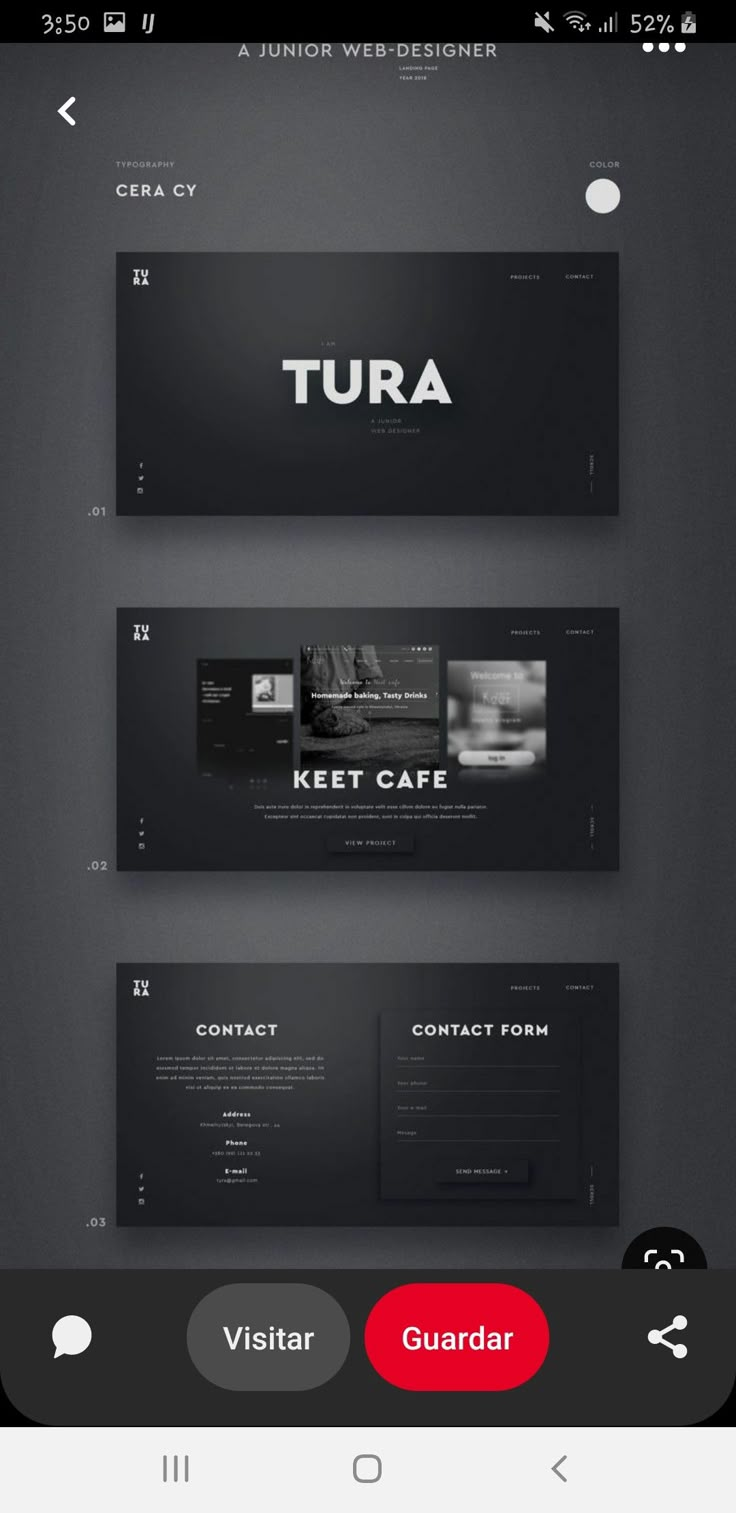 3:50
52%
A JUNIOR WEB-DESIGNER
LANDING PAGE
YEAR 2018
TYPOGRAPHY
COLOR
CERA CY
TU
RA
PROJECTS
CONTACT
I AM
TURA
A JUNIOR
WEB DESIGNER
SCROLL
.01
TU
RA
PROJECTS
CONTACT
Welcome to Keet cafe
Homemade baking, Tasty Drinks
Welcome to
log in
KEET CAFE
Duis aute irure dolor in reprehenderit in voluptate velit esse cillum dolore eu fugiat nulla pariatur.
Excepteur sint occaecat cupidatat non proident, sunt in culpa qui officia deserunt mollit.
VIEW PROJECT
SCROLL
.02
TU
RA
PROJECTS
CONTACT
CONTACT
Lorem ipsum dolor sit amet, consectetur adipisicing elit, sed do
eiusmod tempor incididunt ut labore et dolore magna aliqua. Ut
enim ad minim veniam, quis nostrud exercitation ullamco laboris
nisi ut aliquip ex ea commodo consequat.
Address
Phone
E-mail
tura@gmail.com
CONTACT FORM
Your name
Your phone
Your e-mail
Message
SEND MESSAGE +
SCROLL
.03
Visitar
Guardar